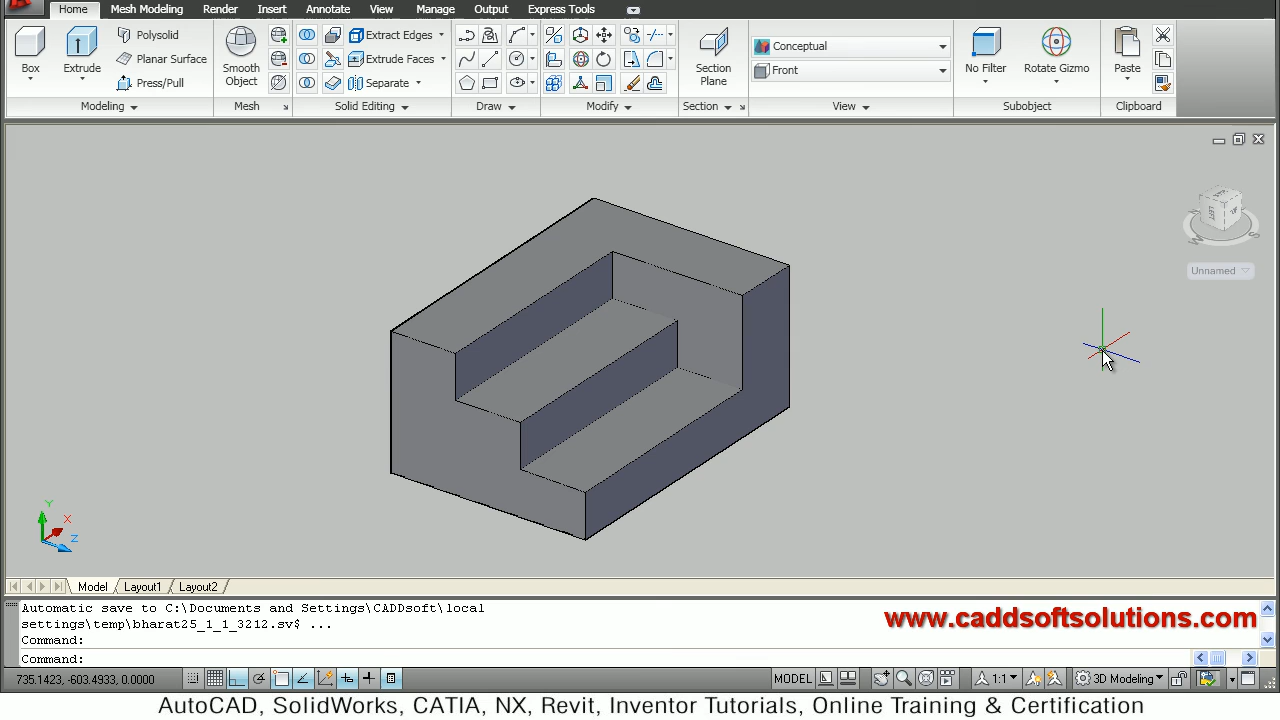 Home Mesh Modeling Render Insert Annotate View Manage Output Express Tools
Polysolid
Planar Surface
Press/Pull
Box
Extrude
Smooth
Object
Extract Edges
Extrude Faces
Separate
Section
Plane
Conceptual
Front
No Filter
Rotate Gizmo
Paste
Modeling Mesh Solid Editing Draw Modify Section View Subobject Clipboard
LEFT
Unnamed
Y
X
Z
Model Layout1 Layout2
Automatic save to C:\Documents and Settings\CADDsoft\local
settings\temp\bharat25_1_1_3212.sv$ ...
Command:
Command:
www.caddsoftsolutions.com
735.1423, -603.4933, 0.0000 MODEL 1:1 3D Modeling
AutoCAD, SolidWorks, CATIA, NX, Revit, Inventor Tutorials, Online Training & Certification